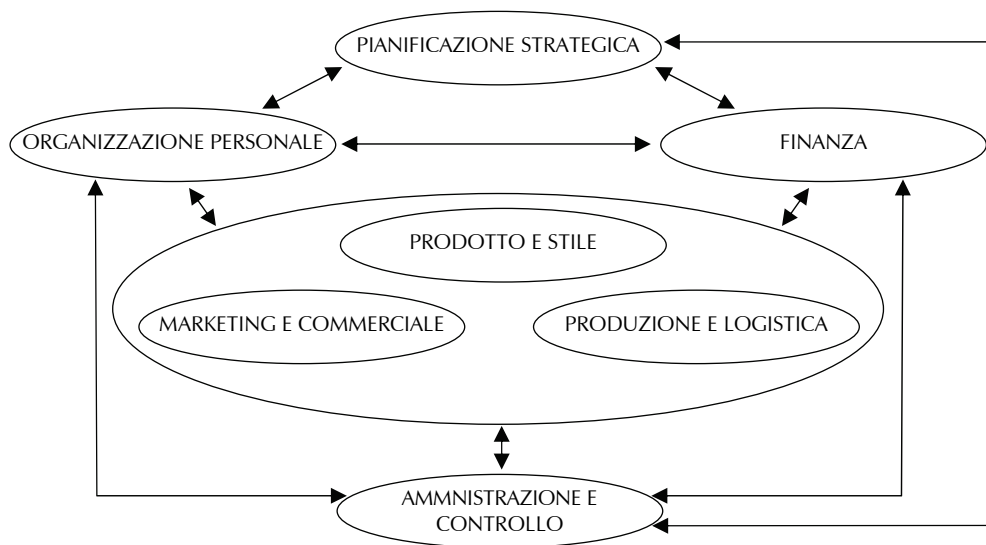 PIANIFICAZIONE STRATEGICA
ORGANIZZAZIONE PERSONALE
FINANZA
PRODOTTO E STILE
MARKETING E COMMERCIALE
PRODUZIONE E LOGISTICA
AMMNISTRAZIONE E
CONTROLLO